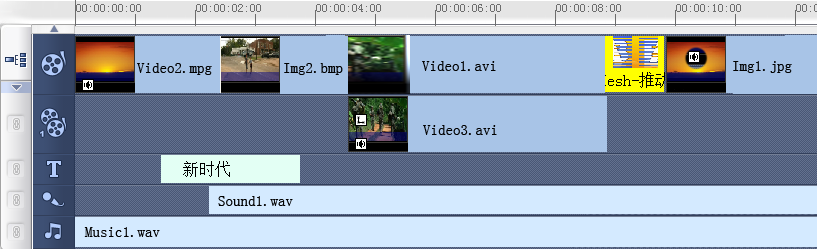 00:00:00:00 00:00:02:00 00:00:04:00 00:00:06:00 00:00:08:00 00:00:10:00
Video2.mpg Img2.bmp Video1.avi esh-推动 Img1.jpg
1 L Video3.avi
T 新时代
Sound1.wav
Music1.wav